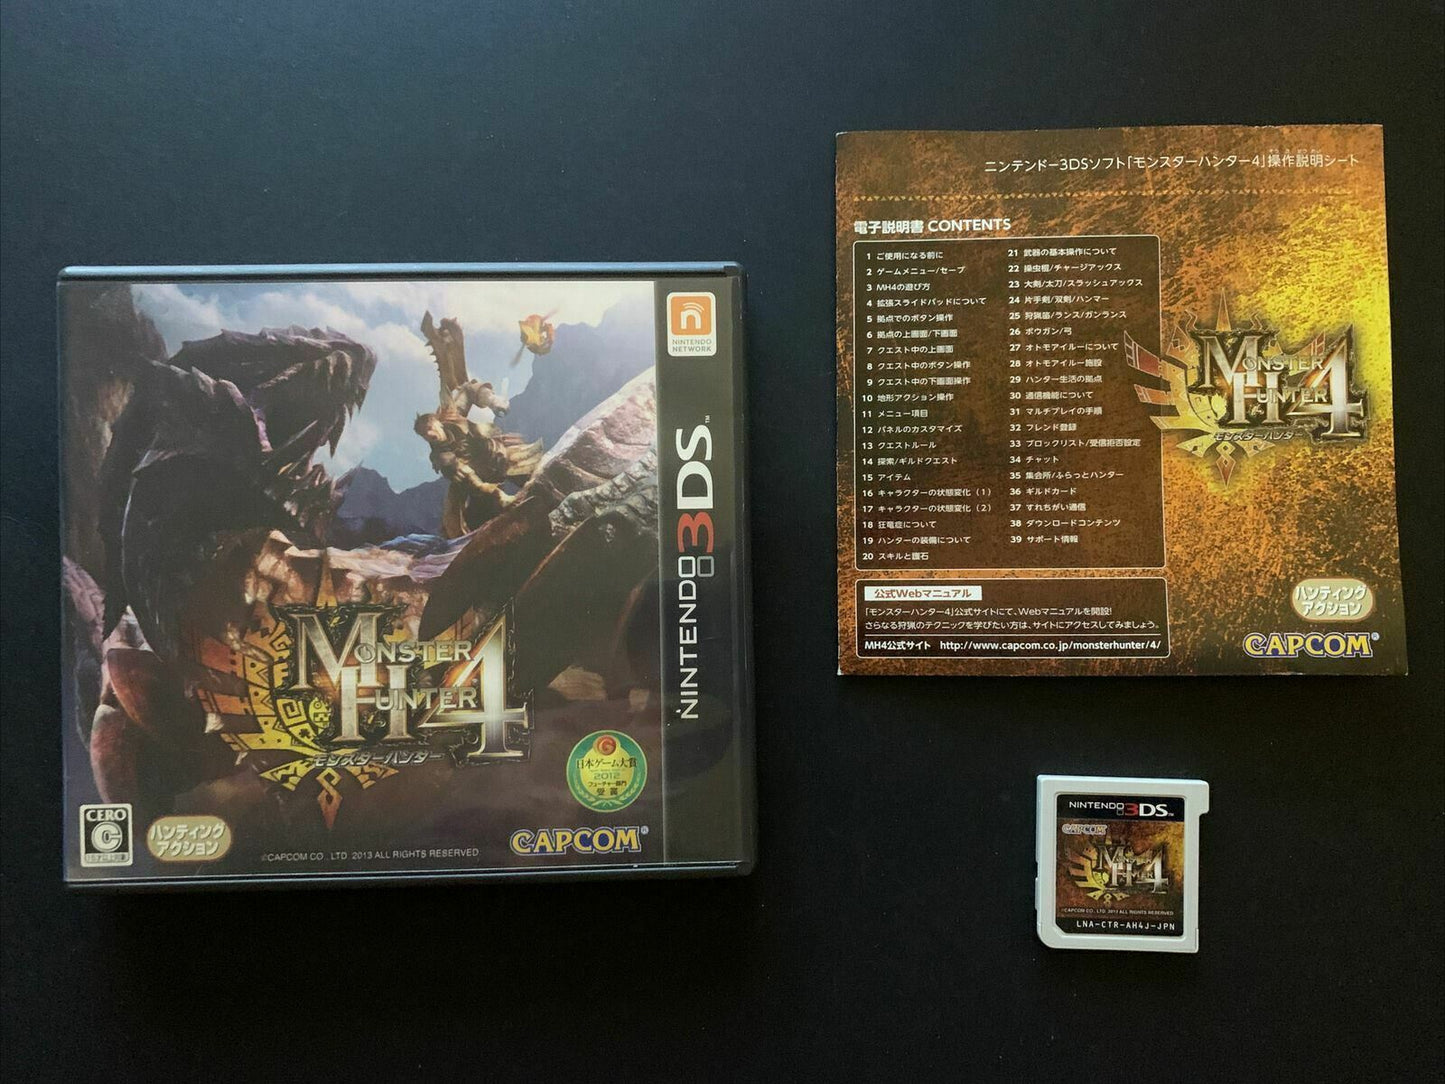 NINTENDO
NETWORK
NINTENDO 3DS™
MONSTER
HUNTER 4
モンスターハンター
日本ゲーム大賞
2012
フューチャー部門
受賞
CERO
C
ハンティング
アクション
©CAPCOM CO., LTD. 2013 ALL RIGHTS RESERVED.
CAPCOM®
ニンテンドー3DSソフト「モンスターハンター4」操作説明シート
電子説明書 CONTENTS
1 ご使用になる前に
2 ゲームメニュー/セーブ
3 MH4の遊び方
4 拡張スライドパッドについて
5 拠点でのボタン操作
6 拠点の上画面/下画面
7 クエスト中の上画面
8 クエスト中のボタン操作
9 クエスト中の下画面操作
10 地形アクション操作
11 メニュー項目
12 パネルのカスタマイズ
13 クエストルール
14 探索/ギルドクエスト
15 アイテム
16 キャラクターの状態変化（1）
17 キャラクターの状態変化（2）
18 狂竜症について
19 ハンターの装備について
20 スキルと護石
21 武器の基本操作について
22 操虫棍/チャージアックス
23 大剣/太刀/スラッシュアックス
24 片手剣/双剣/ハンマー
25 狩猟笛/ランス/ガンランス
26 ボウガン/弓
27 オトモアイルーについて
28 オトモアイルー施設
29 ハンター生活の拠点
30 通信機能について
31 マルチプレイの手順
32 フレンド登録
33 ブロックリスト/受信拒否設定
34 チャット
35 集会所/ふらっとハンター
36 ギルドカード
37 すれちがい通信
38 ダウンロードコンテンツ
39 サポート情報
MONSTER
HUNTER 4
モンスターハンター
公式Webマニュアル
「モンスターハンター4」公式サイトにて、Webマニュアルを開設!
さらなる狩猟のテクニックを学びたい方は、サイトにアクセスしてみましょう。
MH4公式サイト http://www.capcom.co.jp/monsterhunter/4/
ハンティング
アクション
CAPCOM®
NINTENDO 3DS™
CAPCOM
MONSTER
HUNTER 4
©CAPCOM CO., LTD. 2013 ALL RIGHTS RESERVED.
LNA-CTR-AH4J-JPN